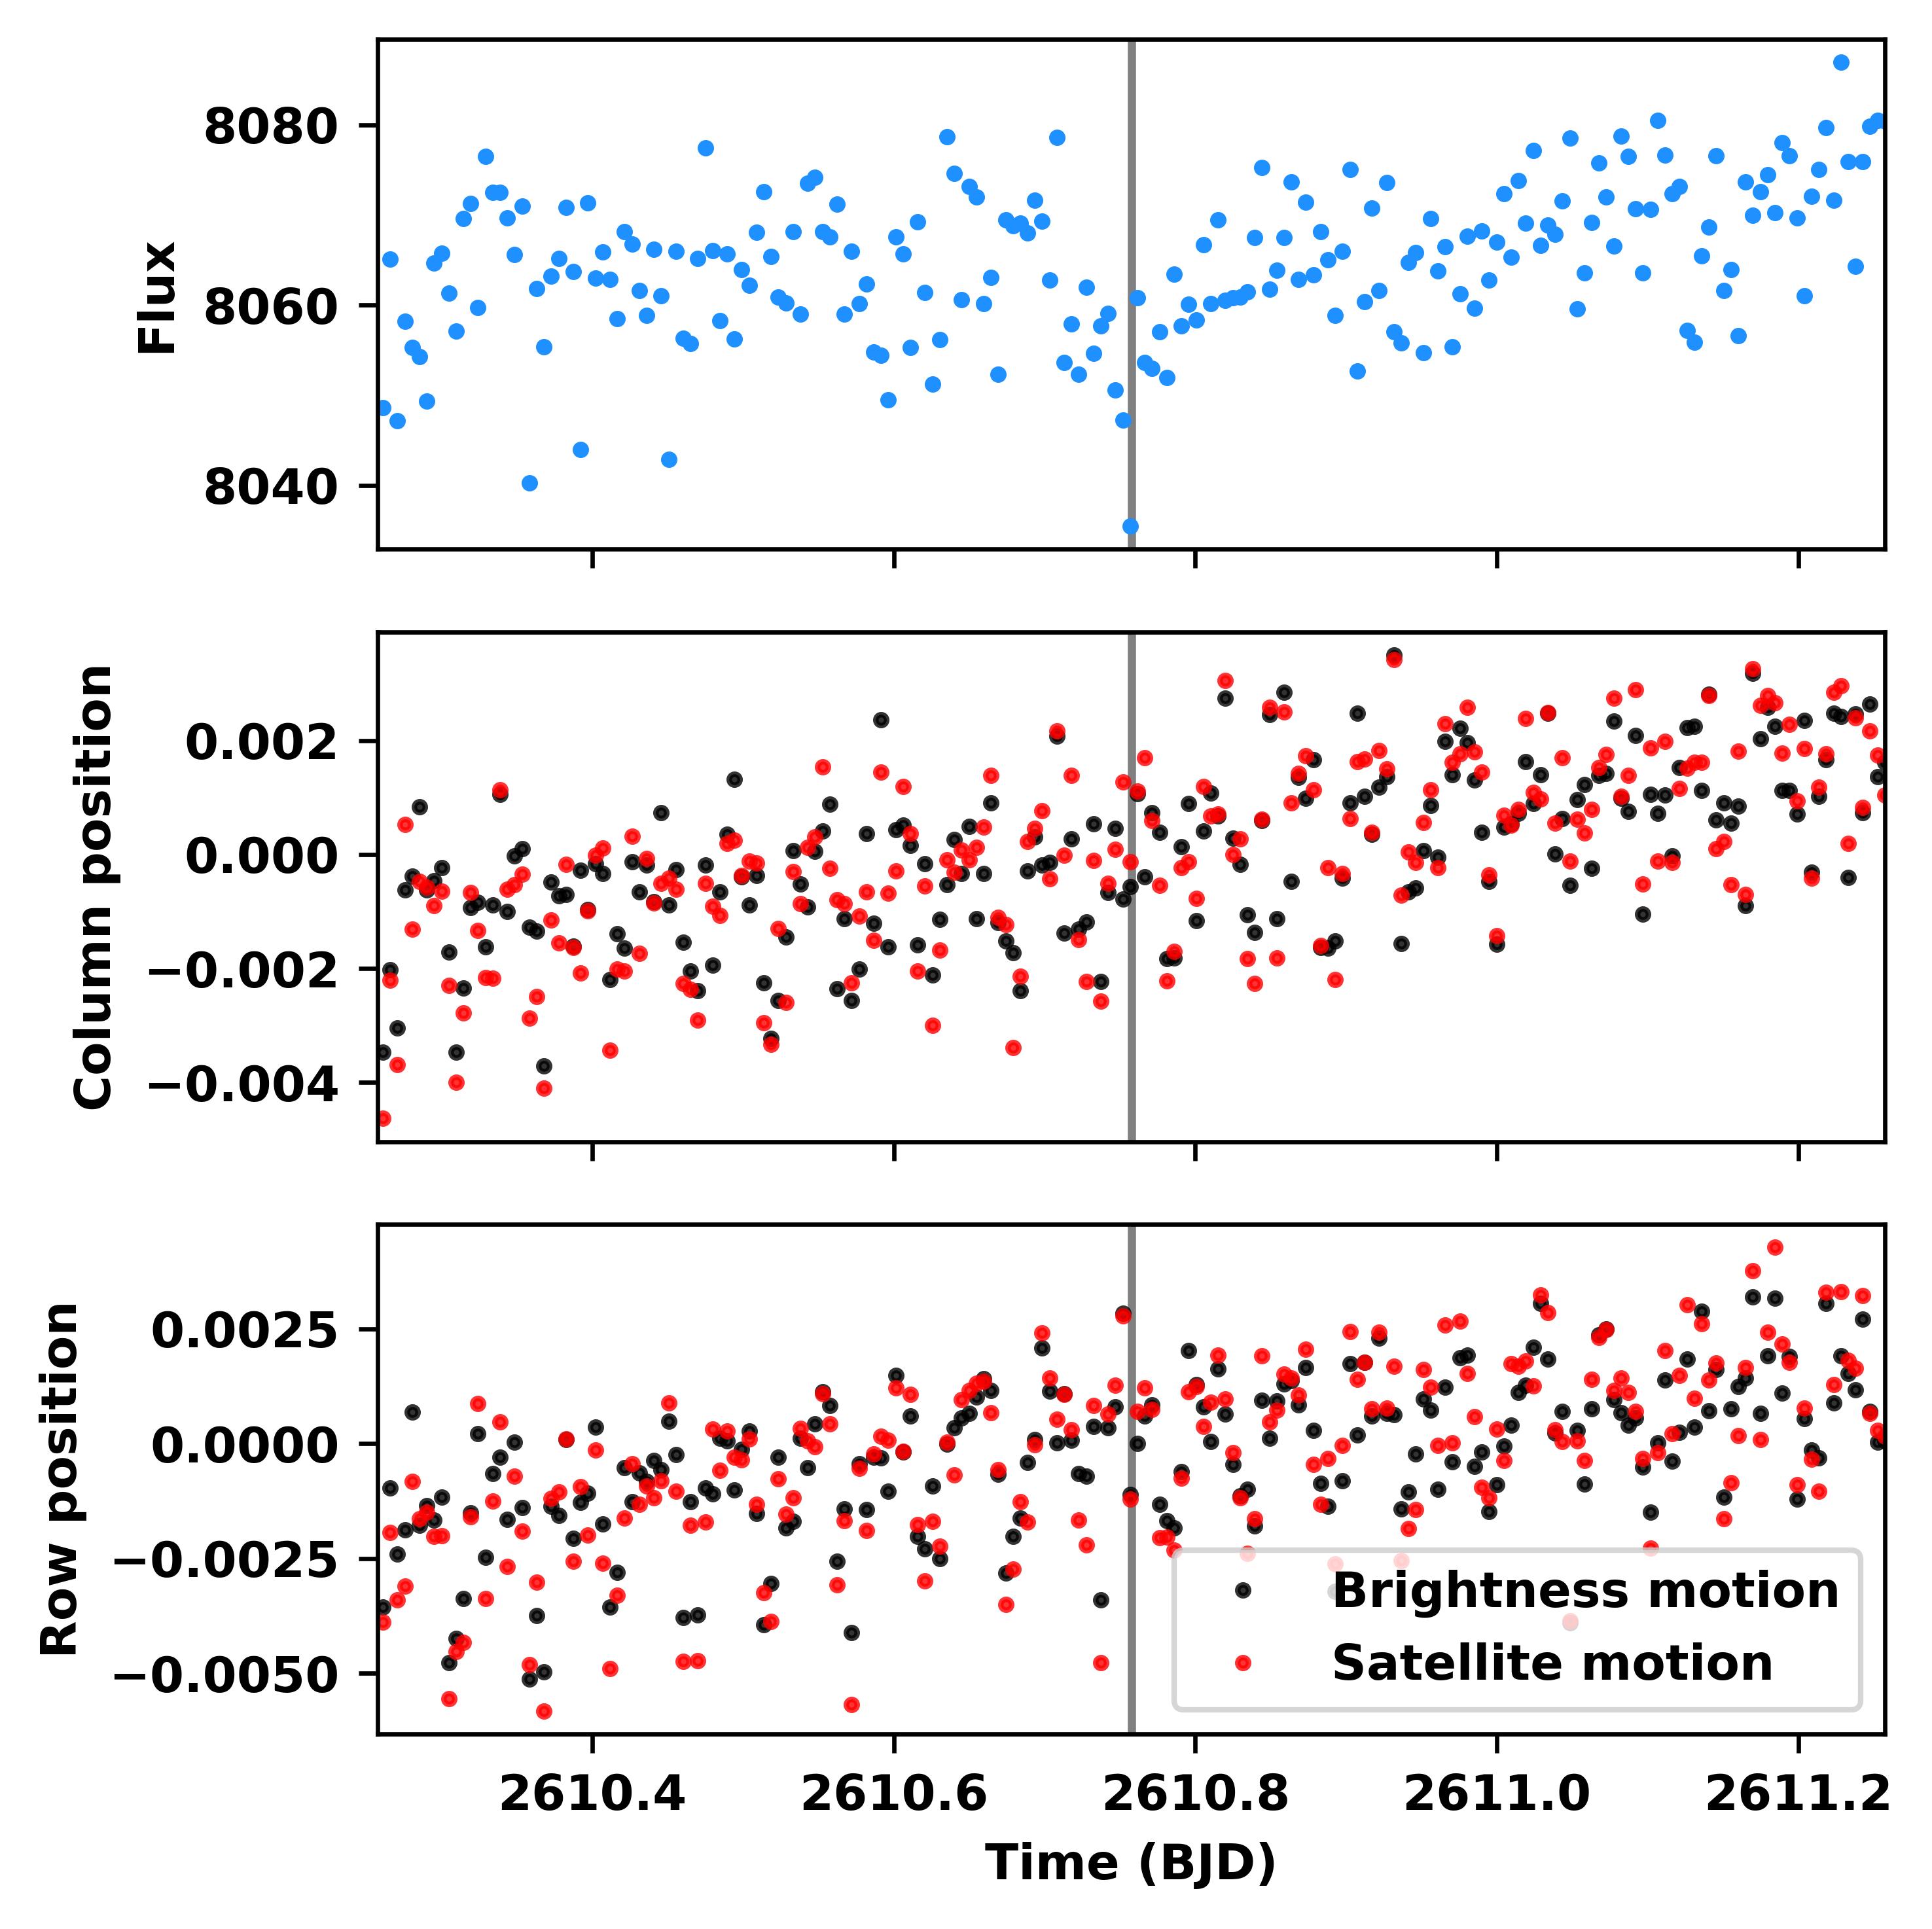 Flux
8080
8060
8040
Column position
0.002
0.000
−0.002
−0.004
Row position
0.0025
0.0000
−0.0025
−0.0050
Brightness motion
Satellite motion
2610.4 2610.6 2610.8 2611.0 2611.2
Time (BJD)